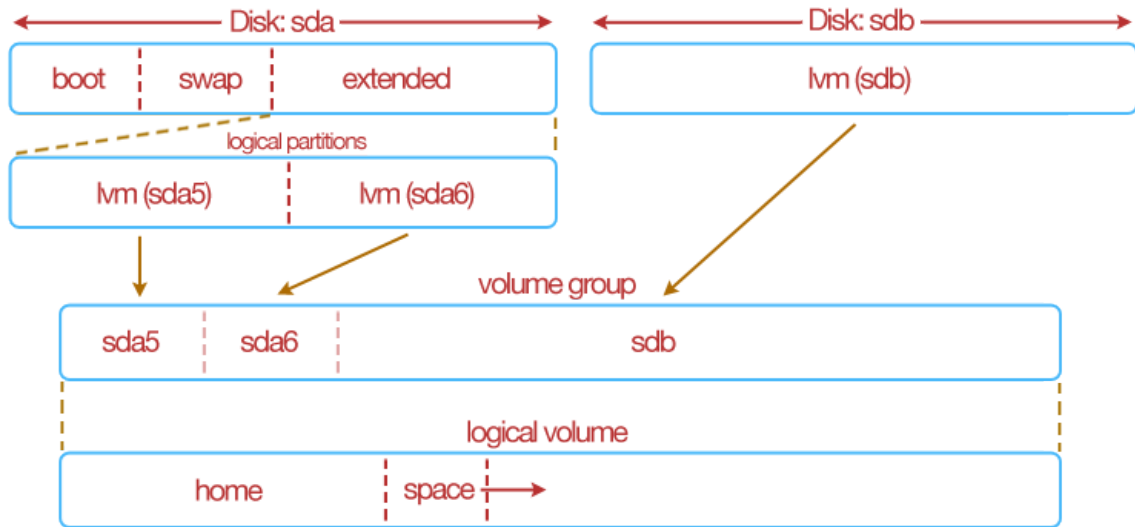 Disk: sda
Disk: sdb
boot swap extended
lvm (sdb)
logical partitions
lvm (sda5) lvm (sda6)
volume group
sda5 sda6 sdb
logical volume
home space